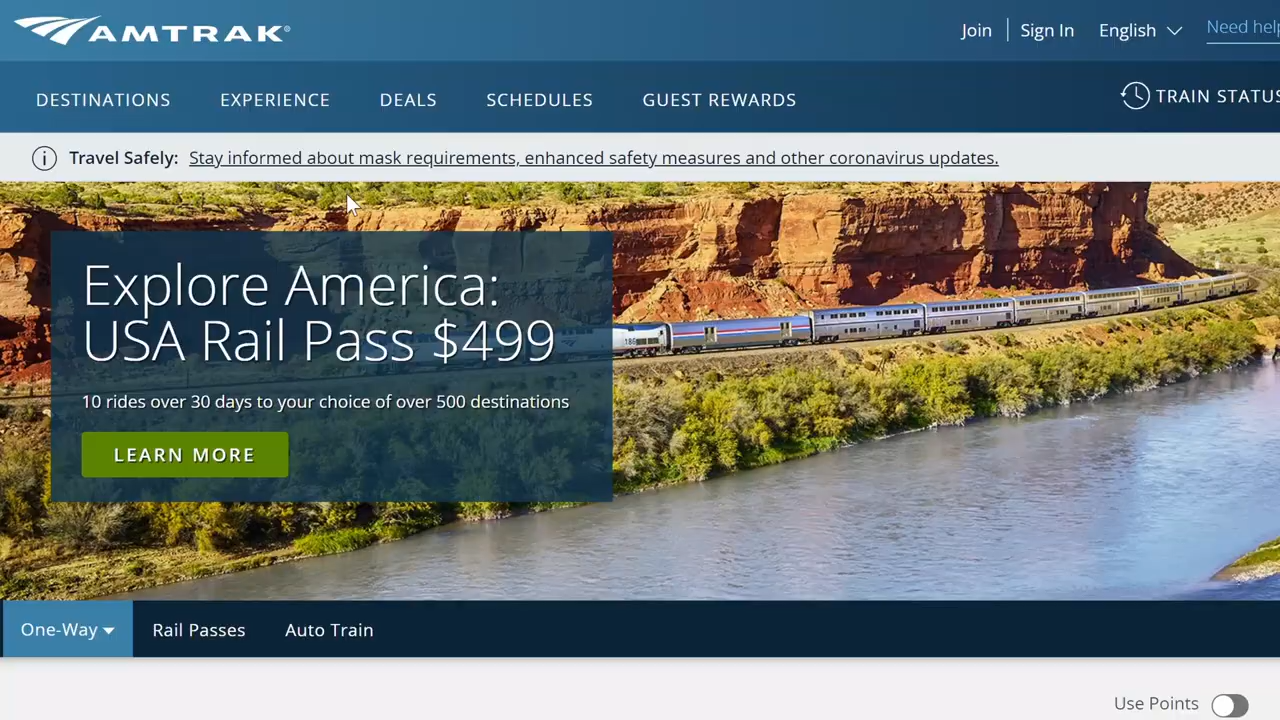 AMTRAK®
Join
Sign In
English
Need help
DESTINATIONS
EXPERIENCE
DEALS
SCHEDULES
GUEST REWARDS
TRAIN STATUS
Travel Safely: Stay informed about mask requirements, enhanced safety measures and other coronavirus updates.
186
Explore America:
USA Rail Pass $499
10 rides over 30 days to your choice of over 500 destinations
LEARN MORE
One-Way
Rail Passes
Auto Train
Use Points